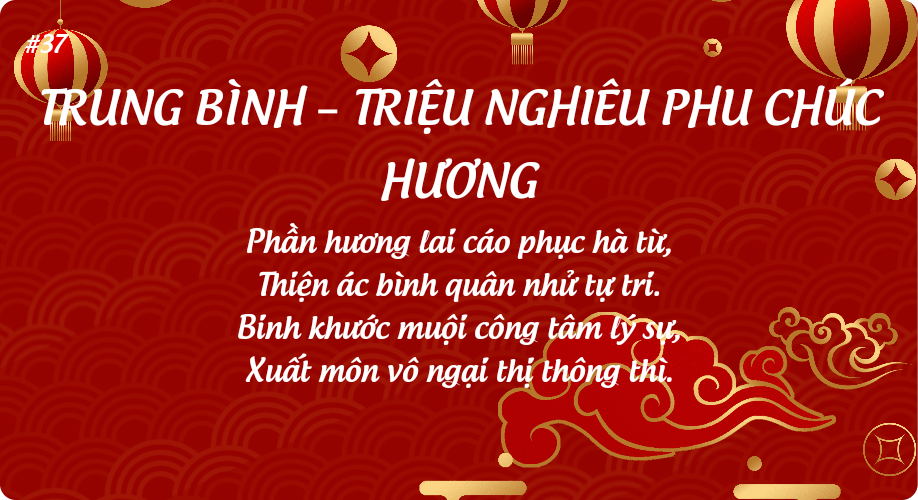 #37
TRUNG BÌNH – TRIỆU NGHIÊU PHU CHÚC
HƯƠNG
Phần hương lai cáo phục hà từ,
Thiện ác bình quân nhử tự tri.
Binh khước muội công tâm lý sự,
Xuất môn vô ngại thị thông thì.